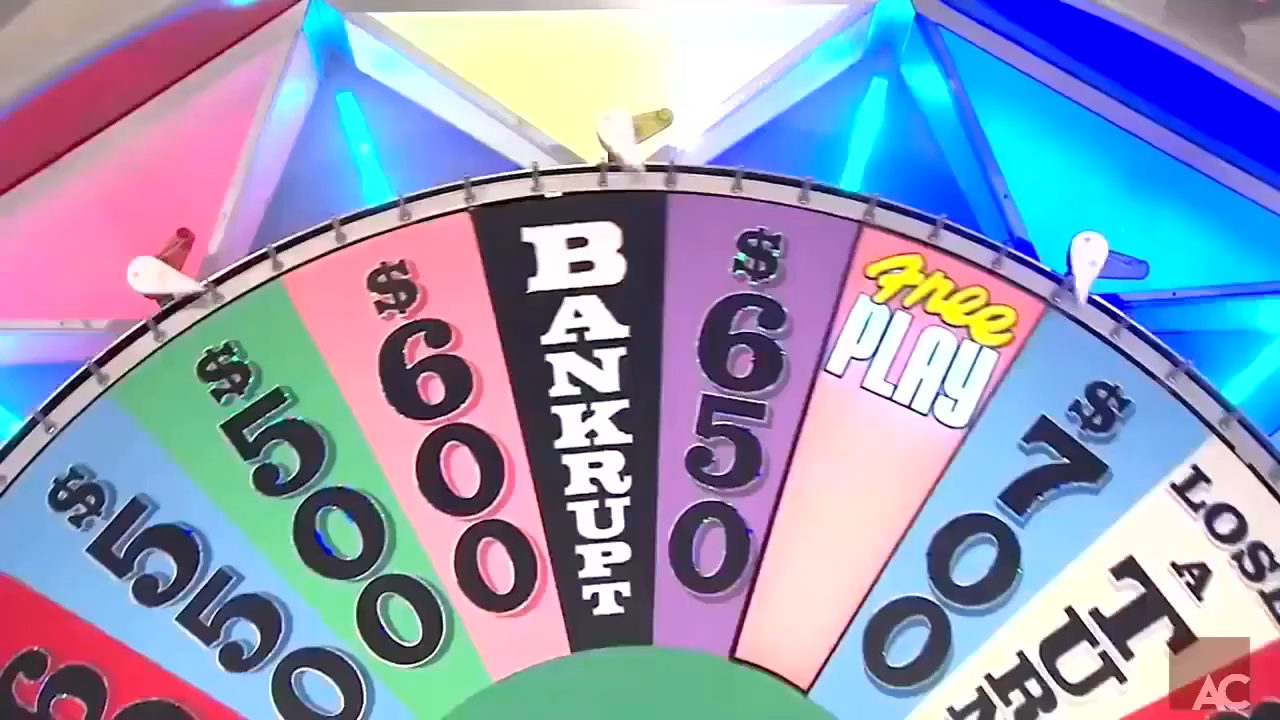 $550
$500
$600
BANKRUPT
$650
Free
PLAY
$700
LOSE
A
TURN
AC